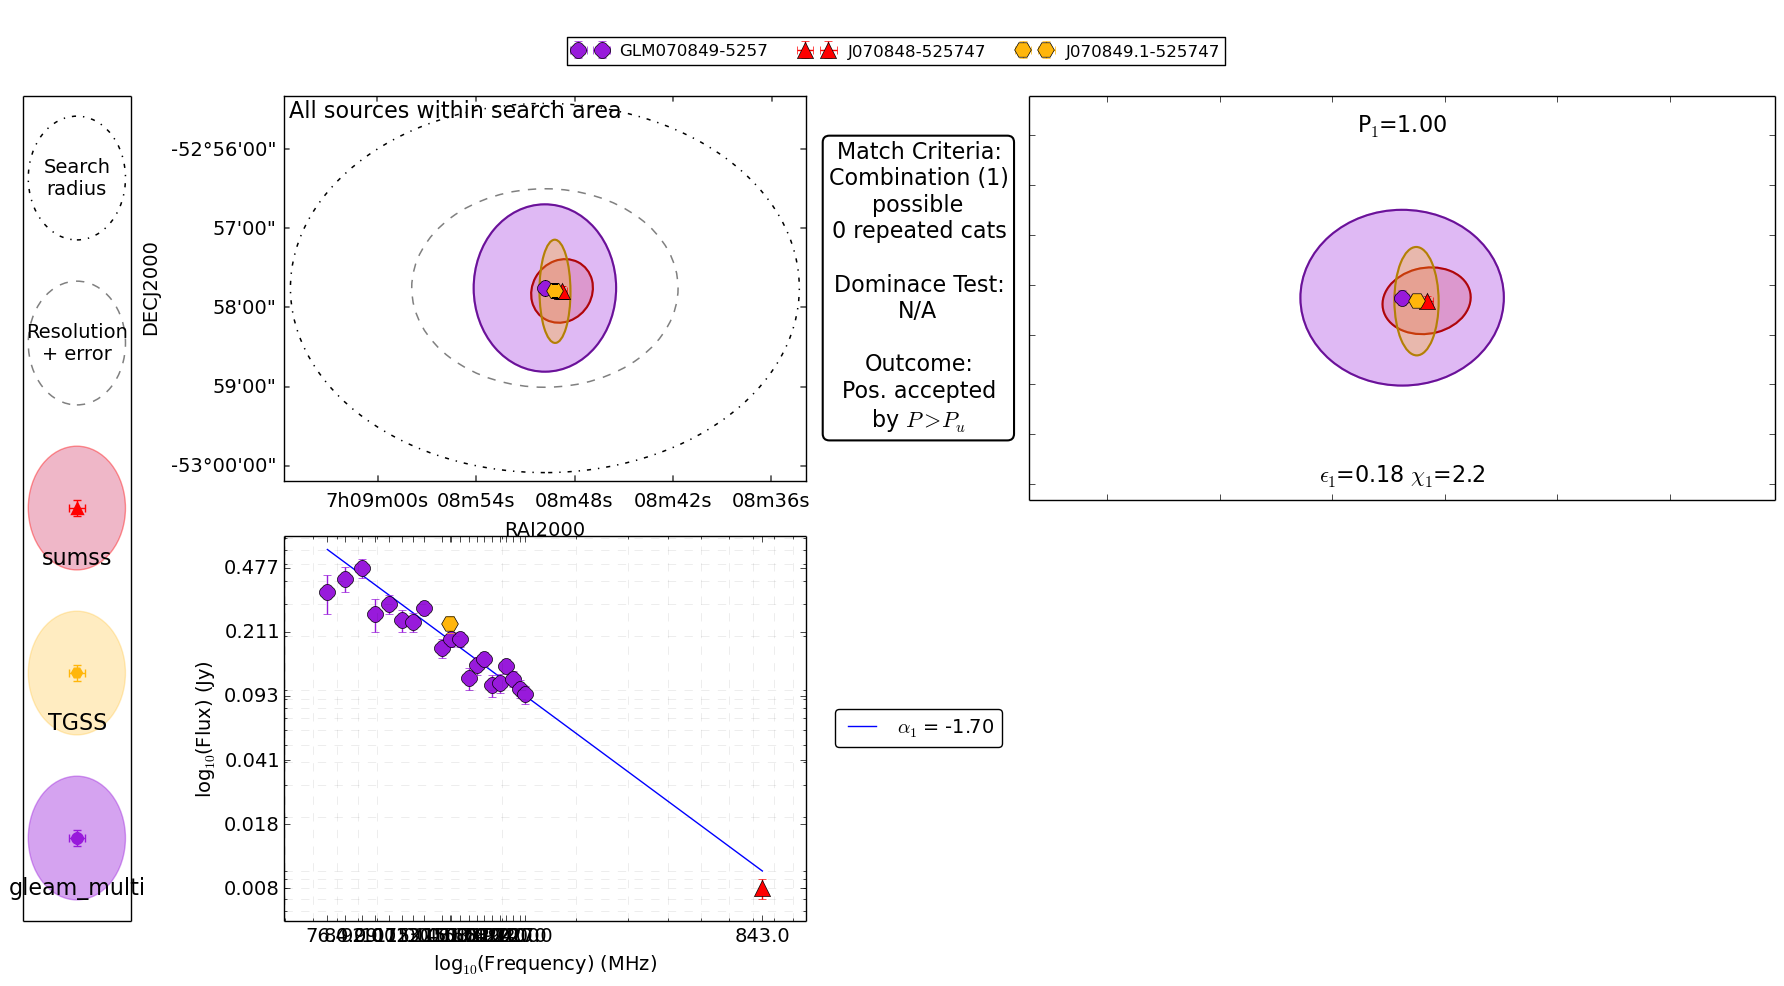 GLM070849-5257 J070848-525747 J070849.1-525747
Search
radius
Resolution
+ error
sumss
TGSS
gleam_multi
All sources within search area
DECJ2000
-52°56'00"
57'00"
58'00"
59'00"
-53°00'00"
7h09m00s 08m54s 08m48s 08m42s 08m36s
RAJ2000
Match Criteria:
Combination (1)
possible
0 repeated cats
Dominace Test:
N/A
Outcome:
Pos. accepted
by P>Pu
P1=1.00
ϵ1=0.18 χ1=2.2
log10(Flux) (Jy)
0.477
0.211
0.093
0.041
0.018
0.008
843.0
log10(Frequency) (MHz)
α1 = -1.70